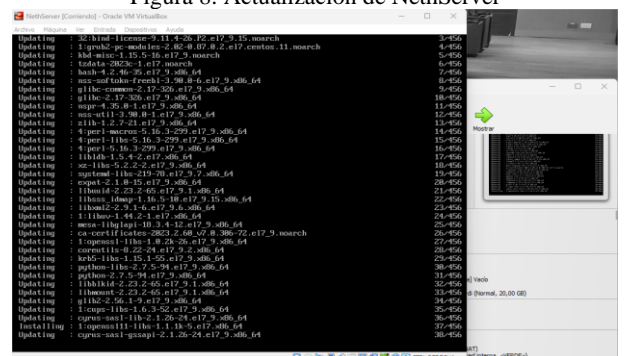 Figura 8: Actualización de NethServer
NethServer [Corriendo] - Oracle VM VirtualBox
Archivo Máquina Ver Entrada Dispositivos Ayuda
Updating : 32:bind-license-9.11.4-26.P2.el7_9.15.noarch 3/456
Updating : 1:grub2-pc-modules-2.02-0.87.0.2.el7.centos.11.noarch 4/456
Updating : kbd-misc-1.15.5-16.el7_9.noarch 5/456
Updating : tzdata-2023c-1.el7.noarch 6/456
Updating : bash-4.2.46-35.el7_9.x86_64 7/456
Updating : nss-softokn-freebl-3.90.0-6.el7_9.x86_64 8/456
Updating : glibc-common-2.17-326.el7_9.x86_64 9/456
Updating : glibc-2.17-326.el7_9.x86_64 10/456
Updating : nspr-4.35.0-1.el7_9.x86_64 11/456
Updating : nss-util-3.90.0-1.el7_9.x86_64 12/456
Updating : zlib-1.2.7-21.el7_9.x86_64 13/456
Updating : 4:perl-macros-5.16.3-299.el7_9.x86_64 14/456
Updating : 4:perl-libs-5.16.3-299.el7_9.x86_64 15/456
Updating : 4:perl-5.16.3-299.el7_9.x86_64 16/456
Updating : libldb-1.5.4-2.el7.x86_64 17/456
Updating : xz-libs-5.2.2-2.el7_9.x86_64 18/456
Updating : systemd-libs-219-78.el7_9.7.x86_64 19/456
Updating : expat-2.1.0-15.el7_9.x86_64 20/456
Updating : libuuid-2.23.2-65.el7_9.1.x86_64 21/456
Updating : libsss_idmap-1.16.5-10.el7_9.15.x86_64 22/456
Updating : libxml2-2.9.1-6.el7_9.6.x86_64 23/456
Updating : 1:libuv-1.44.2-1.el7.x86_64 24/456
Updating : mesa-libglapi-18.3.4-12.el7_9.x86_64 25/456
Updating : ca-certificates-2023.2.60_v7.0.306-72.el7_9.noarch 26/456
Updating : 1:openssl-libs-1.0.2k-26.el7_9.x86_64 27/456
Updating : coreutils-8.22-24.el7_9.2.x86_64 28/456
Updating : krb5-libs-1.15.1-55.el7_9.x86_64 29/456
Updating : python-libs-2.7.5-94.el7_9.x86_64 30/456
Updating : python-2.7.5-94.el7_9.x86_64 31/456
Updating : libblkid-2.23.2-65.el7_9.1.x86_64 32/456
Updating : libmount-2.23.2-65.el7_9.1.x86_64 33/456
Updating : glib2-2.56.1-9.el7_9.x86_64 34/456
Updating : 1:cups-libs-1.6.3-52.el7_9.x86_64 35/456
Updating : cyrus-sasl-lib-2.1.26-24.el7_9.x86_64 36/456
Installing : 1:openssl11-libs-1.1.1k-5.el7.x86_64 37/456
Updating : cyrus-sasl-gssapi-2.1.26-24.el7_9.x86_64 38/456
Mostrar
Vacío
(Normal, 20,00 GB)